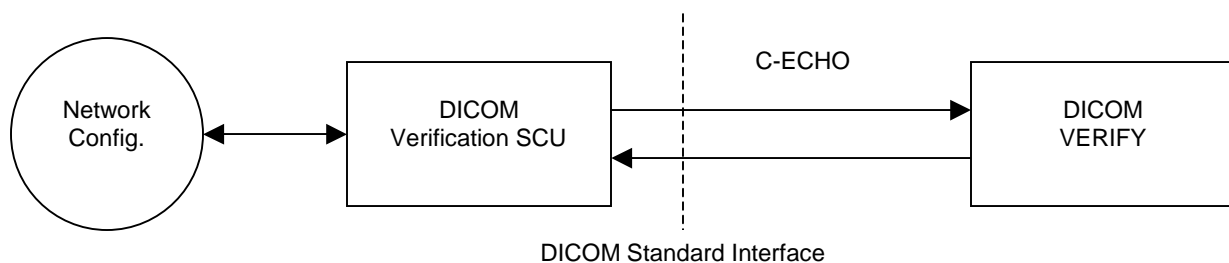 C-ECHO
Network
Config.
DICOM
Verification SCU
DICOM
VERIFY
DICOM Standard Interface